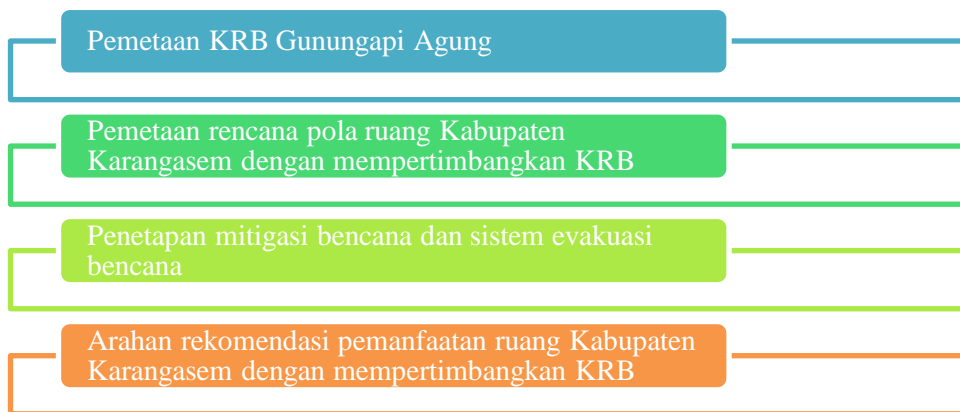 Pemetaan KRB Gunungapi Agung
Pemetaan rencana pola ruang Kabupaten
Karangasem dengan mempertimbangkan KRB
Penetapan mitigasi bencana dan sistem evakuasi
bencana
Arahan rekomendasi pemanfaatan ruang Kabupaten
Karangasem dengan mempertimbangkan KRB